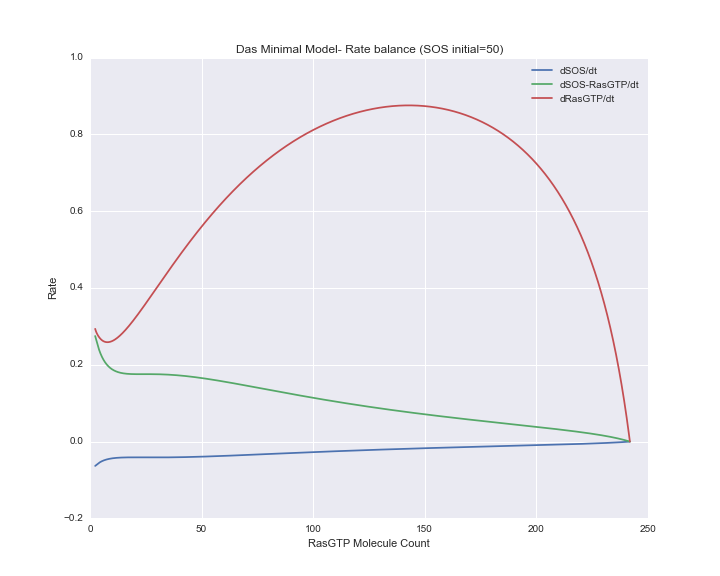 Das Minimal Model- Rate balance (SOS initial=50)
dSOS/dt
dSOS-RasGTP/dt
dRasGTP/dt
1.0
0.8
0.6
0.4
0.2
0.0
−0.2
Rate
0
50
100
150
200
250
RasGTP Molecule Count